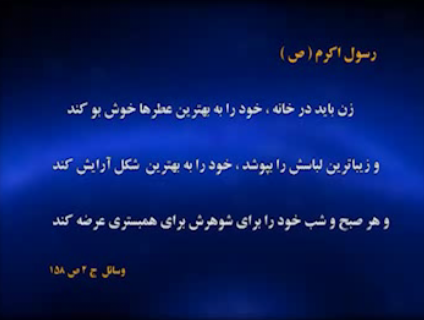 رسول اکرم ( ص )
زن باید در خانه ، خود را به بهترین عطرها خوش بو کند
و زیباترین لباسش را بپوشد ، خود را به بهترین شکل آرایش کند
و هر صبح و شب خود را برای شوهرش برای همبستری عرضه کند
وسائل ج ۲ ص ۱۵۸